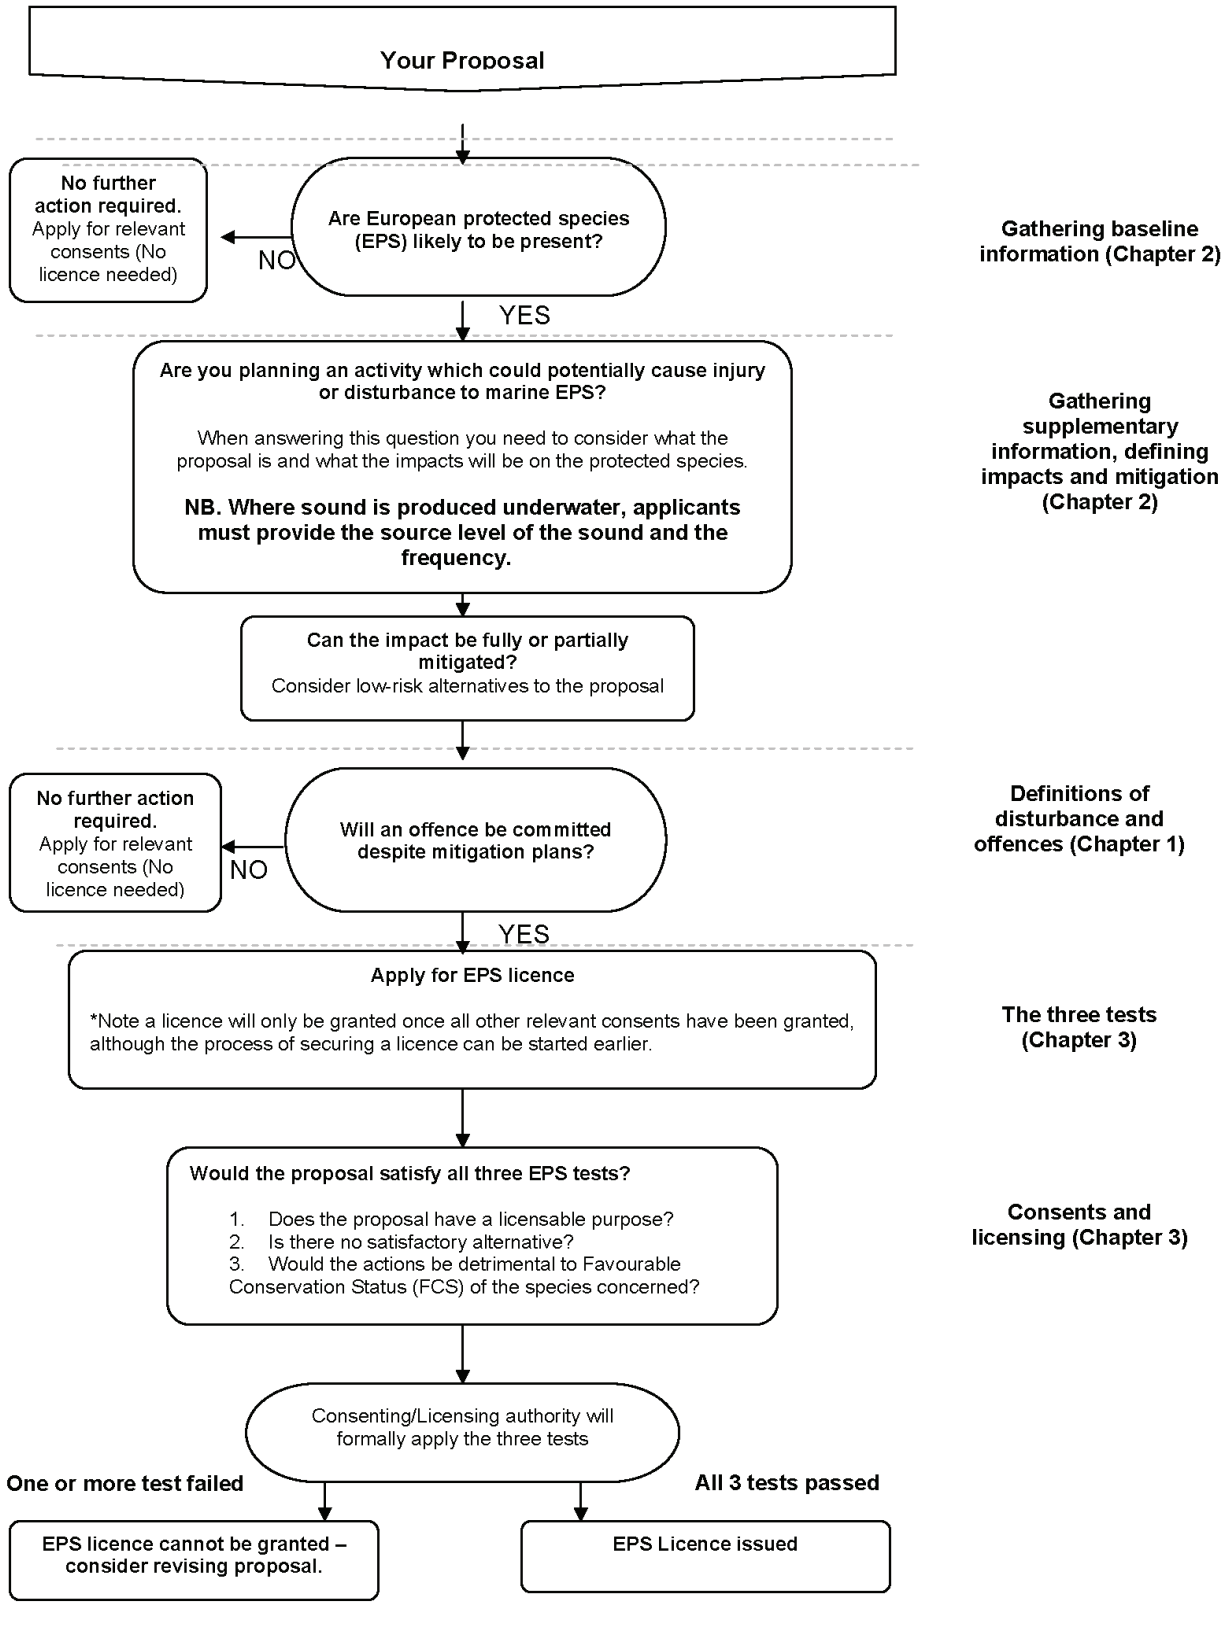 Your Proposal
No further
action required.
Apply for relevant
consents (No
licence needed)
Are European protected species
(EPS) likely to be present?
NO
Gathering baseline
information (Chapter 2)
YES
Are you planning an activity which could potentially cause injury
or disturbance to marine EPS?
When answering this question you need to consider what the
proposal is and what the impacts will be on the protected species.
NB. Where sound is produced underwater, applicants
must provide the source level of the sound and the
frequency.
Gathering
supplementary
information, defining
impacts and mitigation
(Chapter 2)
Can the impact be fully or partially
mitigated?
Consider low-risk alternatives to the proposal
No further action
required.
Apply for relevant
consents (No
licence needed)
NO
Will an offence be committed
despite mitigation plans?
Definitions of
disturbance and
offences (Chapter 1)
YES
Apply for EPS licence
*Note a licence will only be granted once all other relevant consents have been granted,
although the process of securing a licence can be started earlier.
The three tests
(Chapter 3)
Would the proposal satisfy all three EPS tests?
1. Does the proposal have a licensable purpose?
2. Is there no satisfactory alternative?
3. Would the actions be detrimental to Favourable
Conservation Status (FCS) of the species concerned?
Consents and
licensing (Chapter 3)
Consenting/Licensing authority will
formally apply the three tests
One or more test failed
All 3 tests passed
EPS licence cannot be granted –
consider revising proposal.
EPS Licence issued